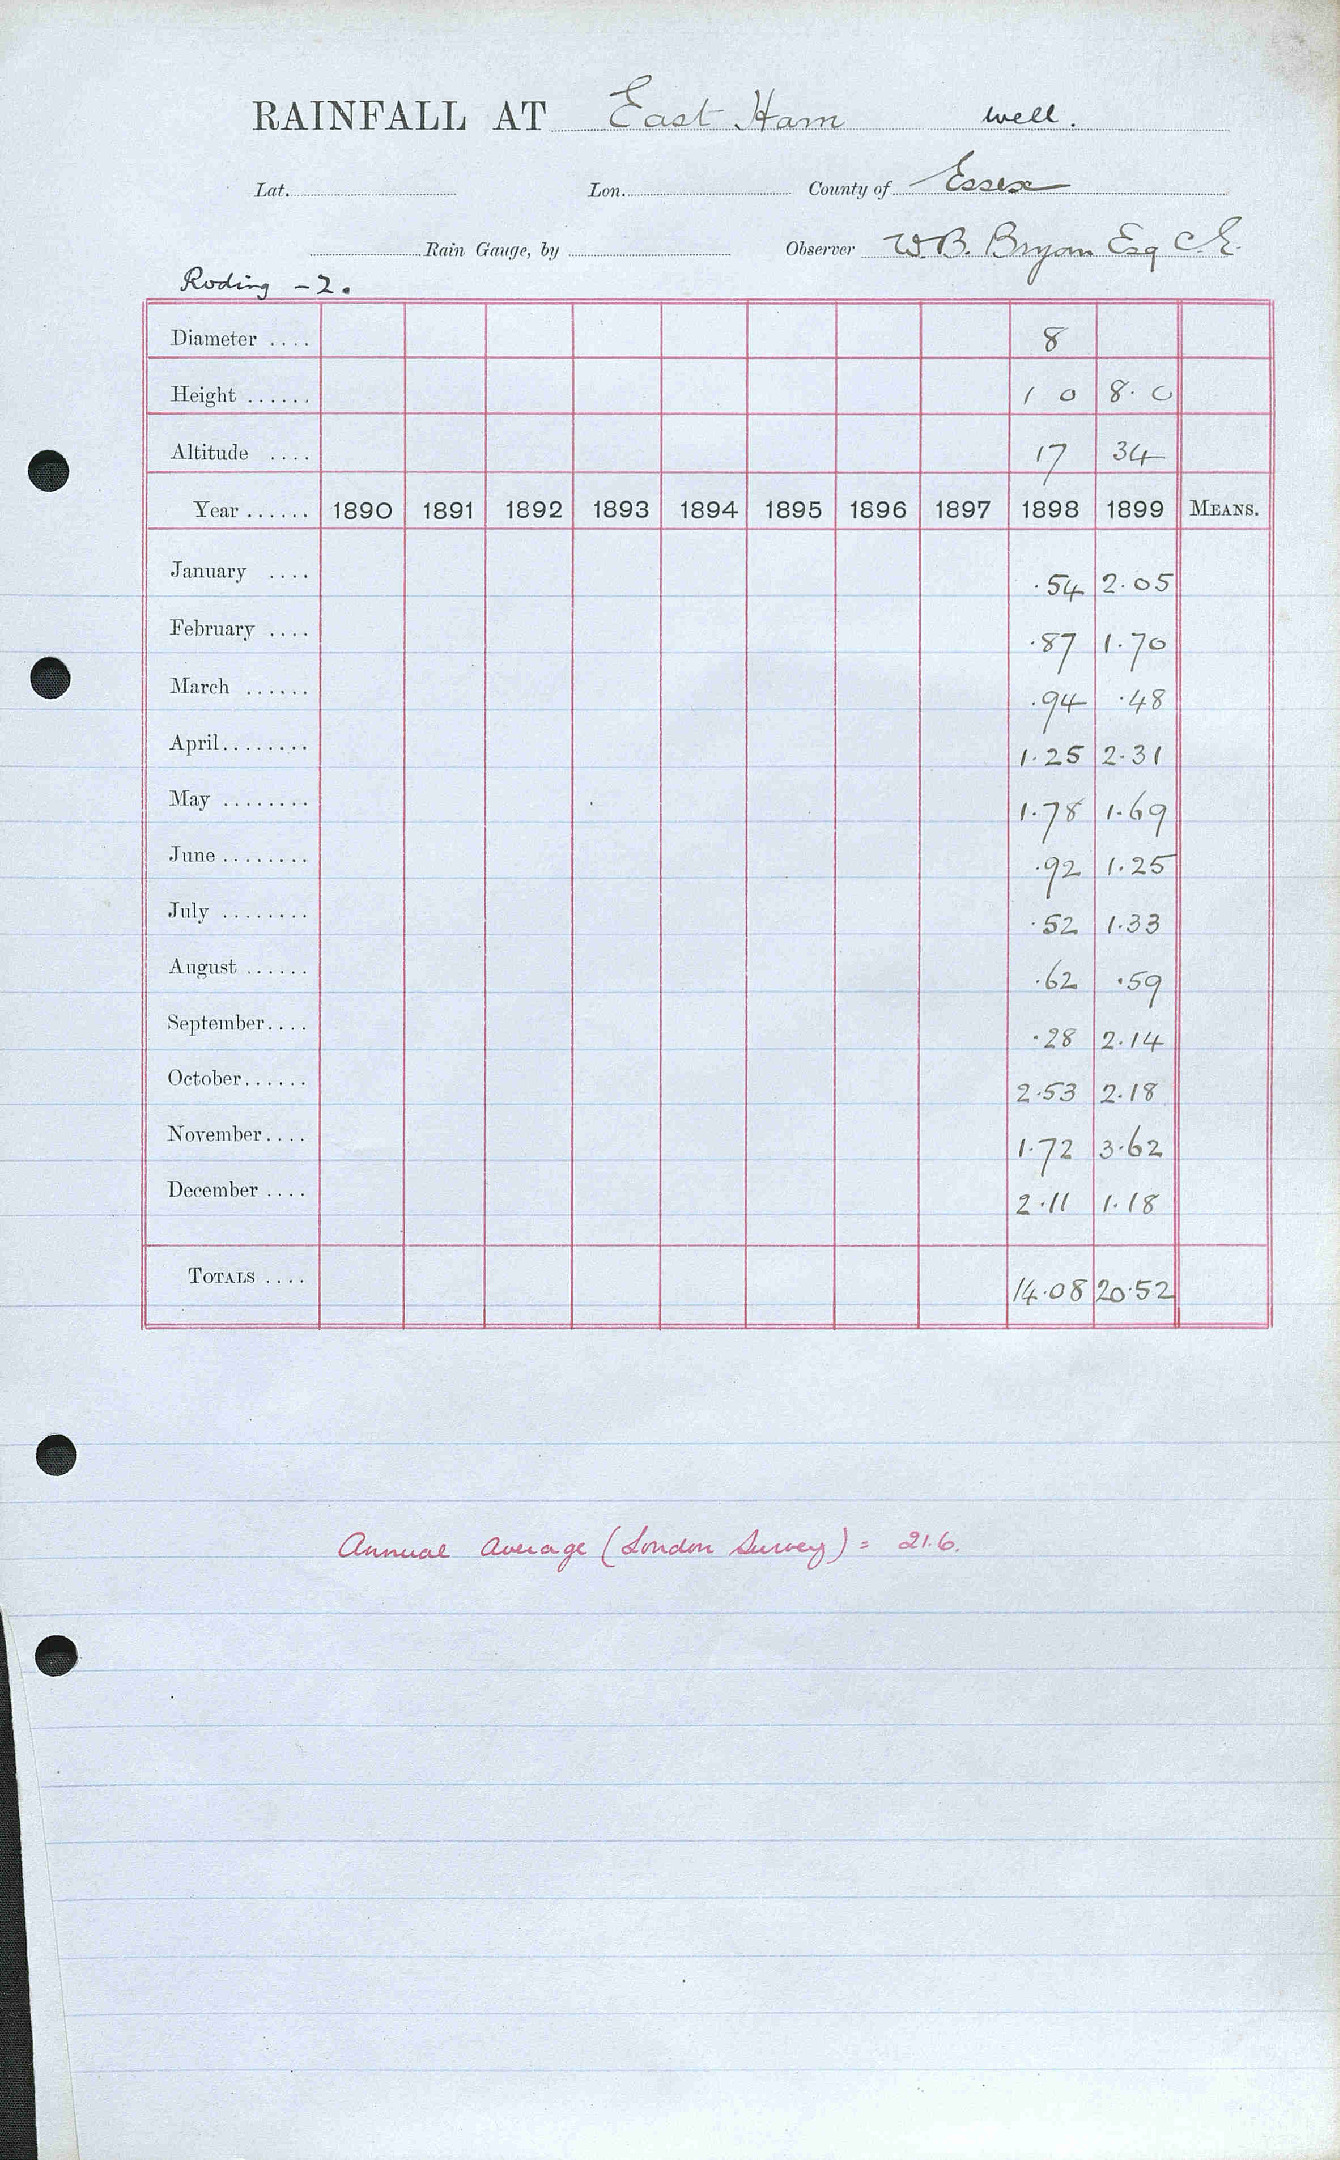 RAINFALL AT East Ham well.
Lat. Lon. County of Essex
Rain Gauge, by Observer W.B. Bryan Esq C.E.
Roding - 2.
Diameter .... 8
Height ...... 1 0 8. 0
Altitude .... 17 34
Year ...... 1890 1891 1892 1893 1894 1895 1896 1897 1898 1899 MEANS.
January .... .54 2.05
February .... .87 1.70
March ...... .94 .48
April........ 1.25 2.31
May ........ 1.78 1.69
June ........ .92 1.25
July ........ .52 1.33
August ...... .62 .59
September.... .28 2.14
October...... 2.53 2.18
November.... 1.72 3.62
December .... 2.11 1.18
TOTALS .... 14.08 20.52
Annual average (London Survey) = 21.6.